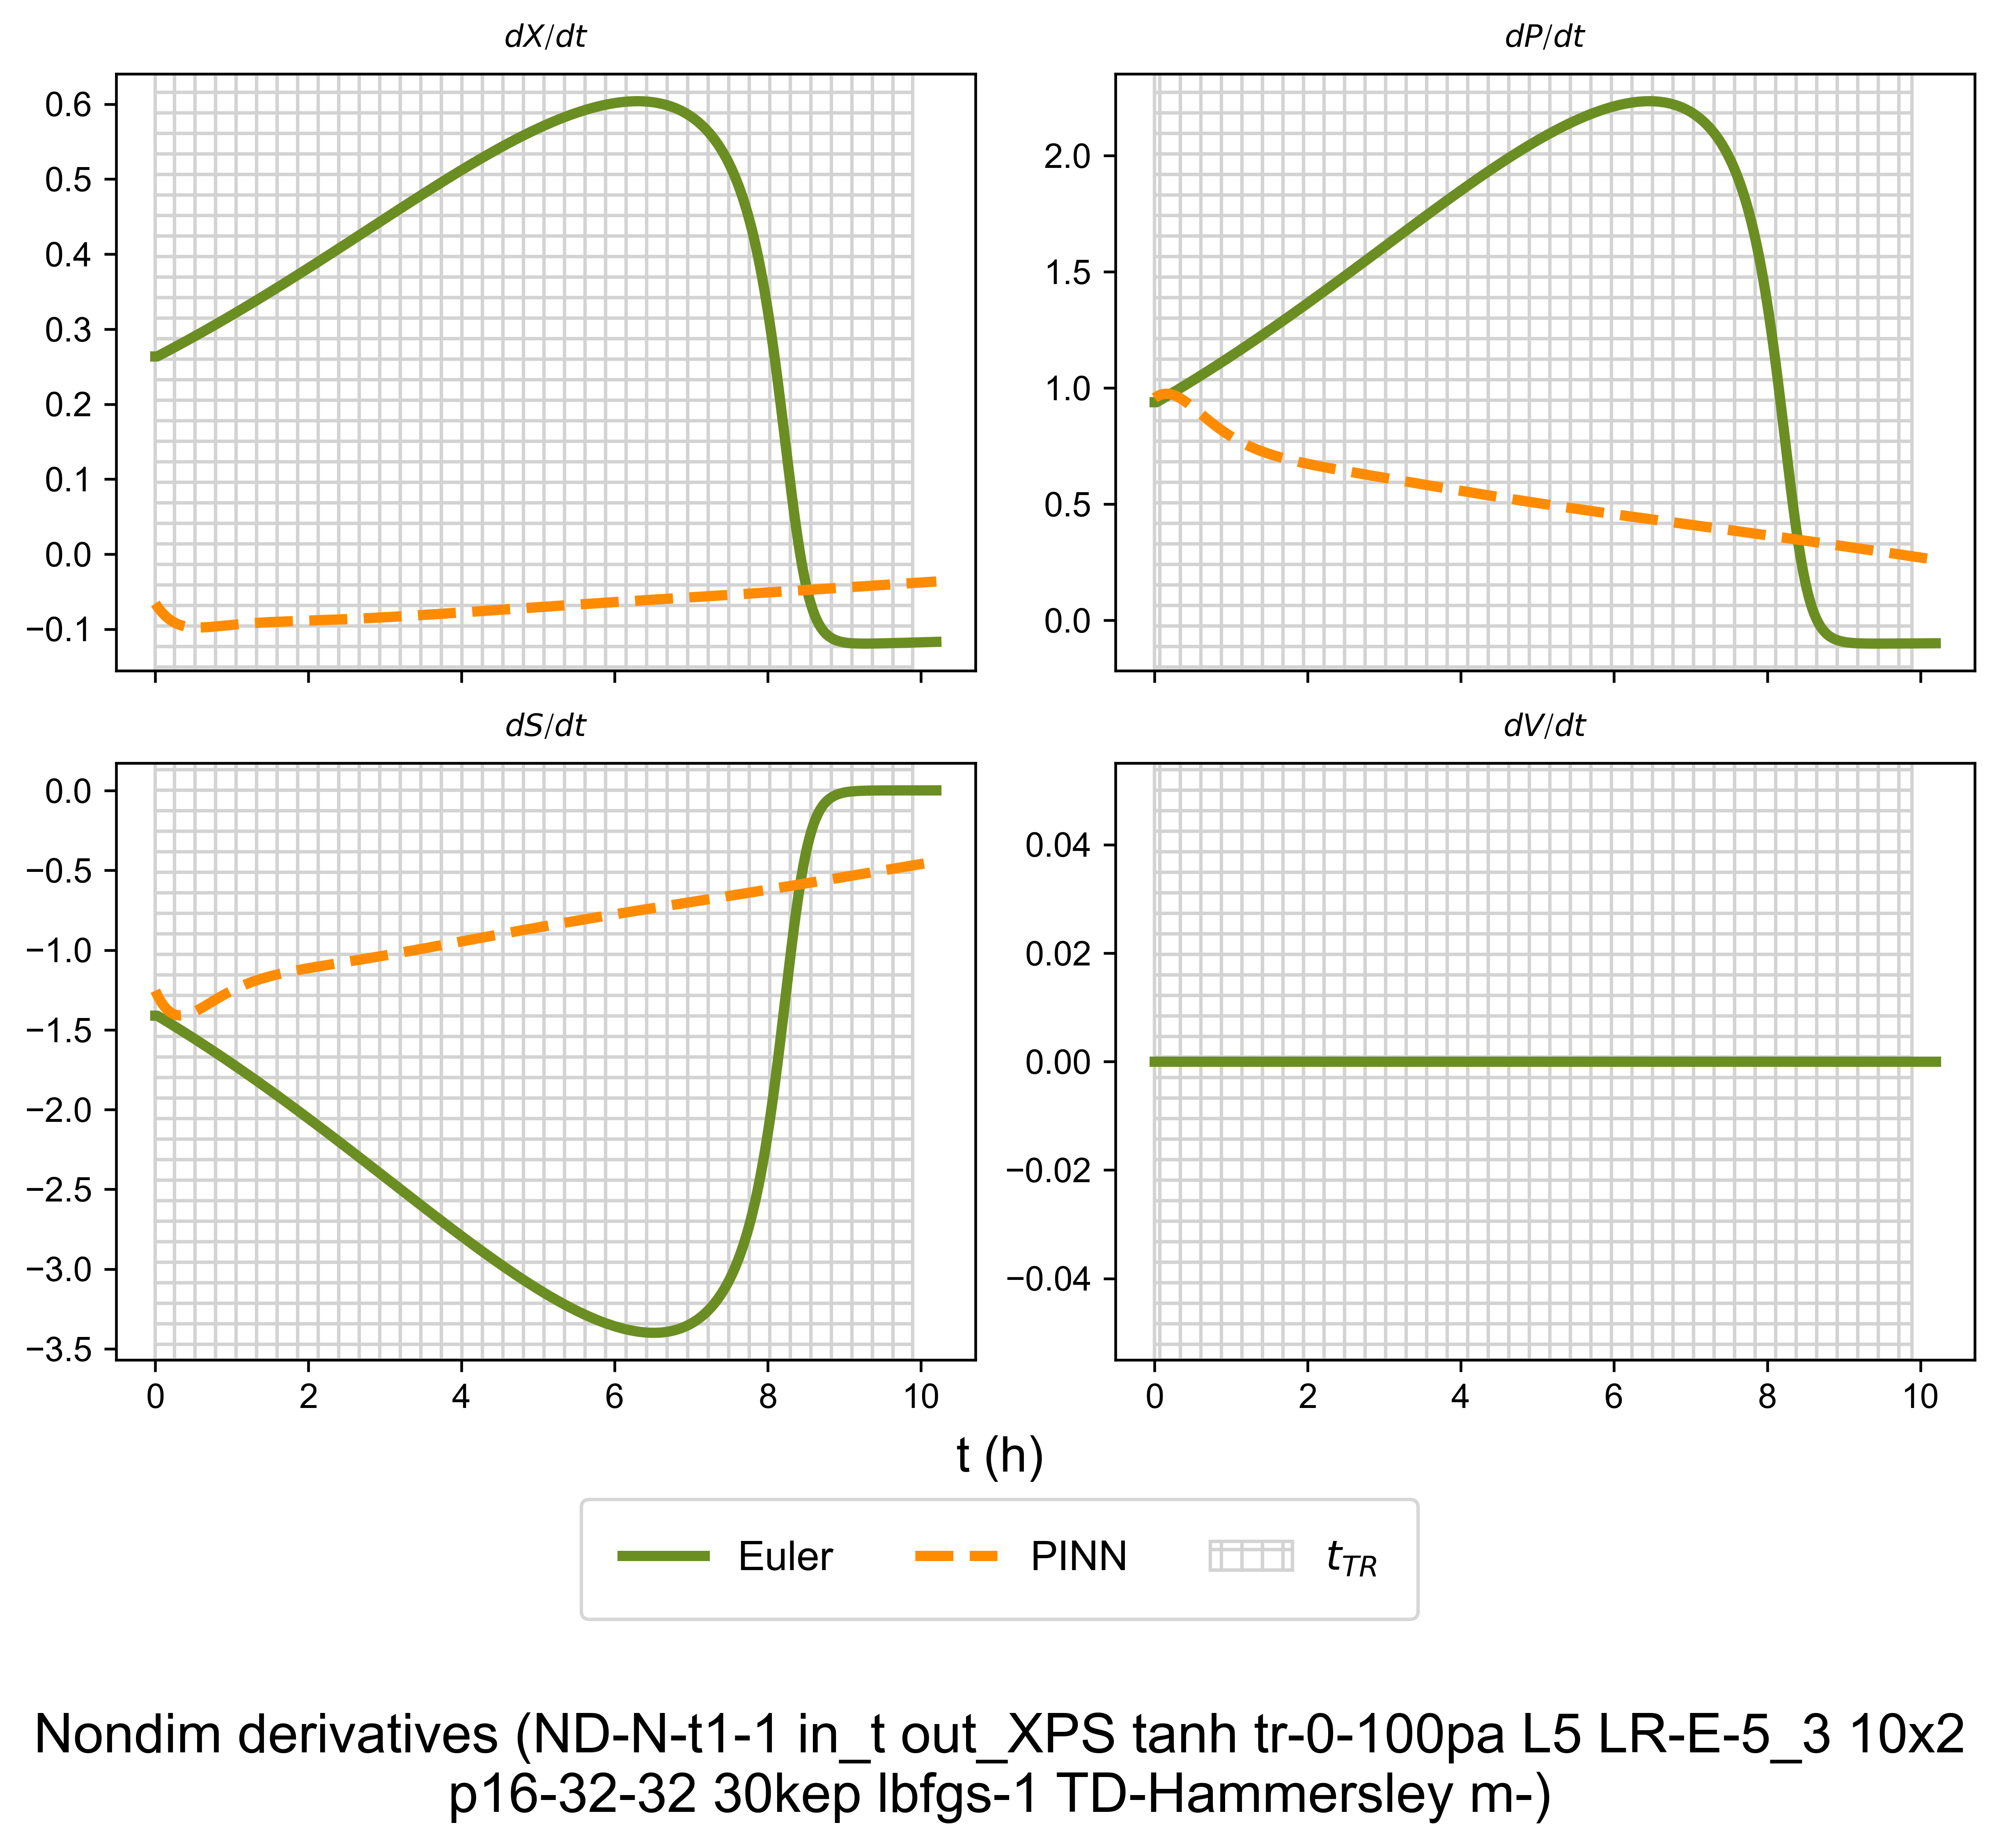 dX/dt
dP/dt
0.6
0.5
0.4
0.3
0.2
0.1
0.0
−0.1
2.0
1.5
1.0
0.5
0.0
dS/dt
dV/dt
0.0
−0.5
−1.0
−1.5
−2.0
−2.5
−3.0
−3.5
0.04
0.02
0.00
−0.02
−0.04
0 2 4 6 8 10
0 2 4 6 8 10
t (h)
Euler PINN t_{TR}
Nondim derivatives (ND-N-t1-1 in_t out_XPS tanh tr-0-100pa L5 LR-E-5_3 10x2
p16-32-32 30kep lbfgs-1 TD-Hammersley m-)